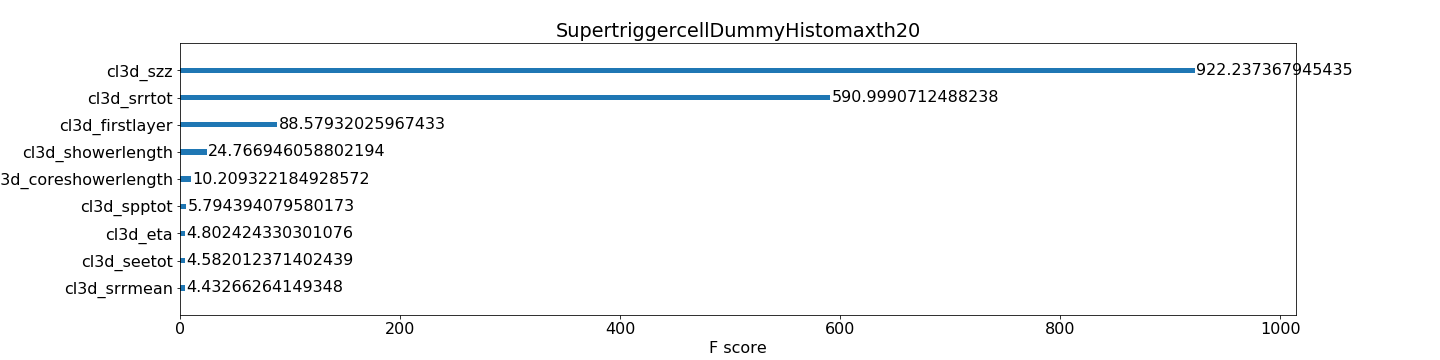 SupertriggercellDummyHistomaxth20
cl3d_szz 922.237367945435
cl3d_srrtot 590.9990712488238
cl3d_firstlayer 88.57932025967433
cl3d_showerlength 24.766946058802194
3d_coreshowerlength 10.209322184928572
cl3d_spptot 5.794394079580173
cl3d_eta 4.802424330301076
cl3d_seetot 4.582012371402439
cl3d_srrmean 4.43266264149348
0 200 400 600 800 1000
F score